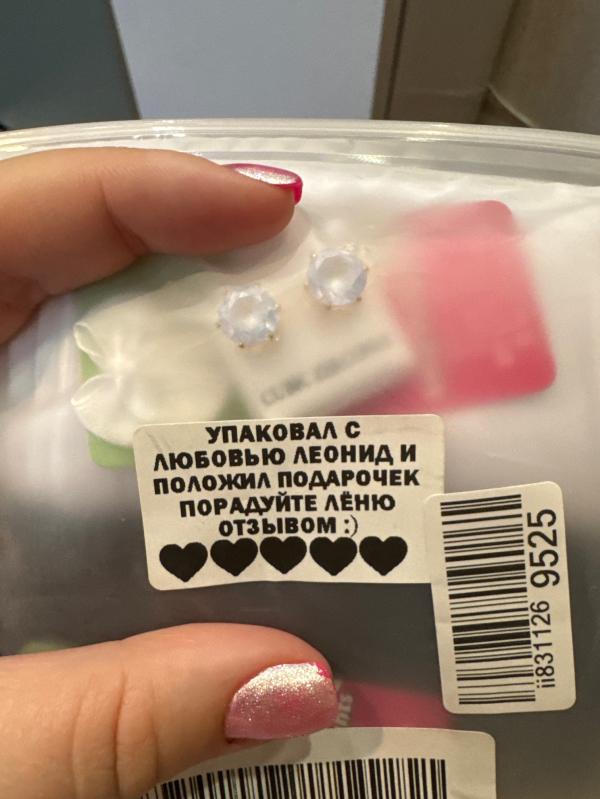 УПАКОВАЛ С
ЛЮБОВЬЮ ЛЕОНИД И
ПОЛОЖИЛ ПОДАРОЧЕК
ПОРАДУЙТЕ ЛЁНЮ
ОТЗЫВОМ :)
ii831126 9525